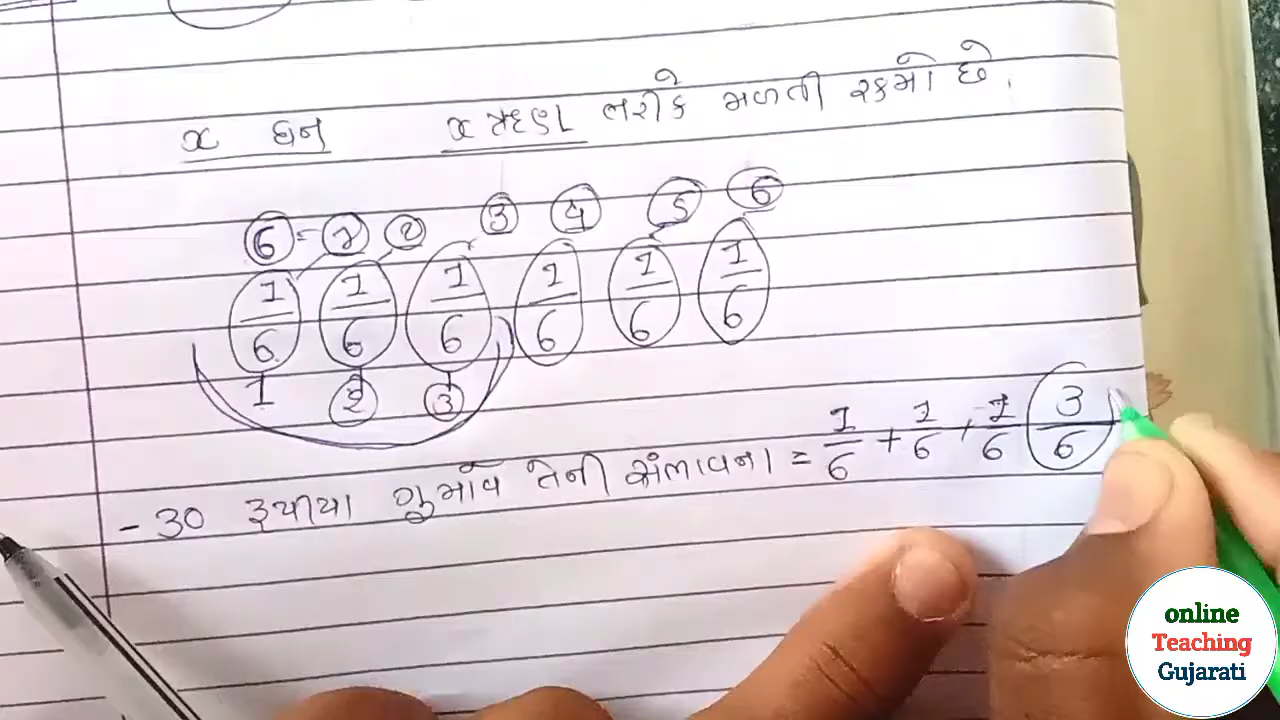 x ધન x ઋણ તરીકે મળતી રકમો છે.
6 = 1 2 3 4 5 6
1/6 1/6 1/6 1/6 1/6 1/6
1 2 3
- 30 રૂપીયા ગુમાવે તેની સંભાવના = 1/6 + 1/6 + 1/6 3/6
online
Teaching
Gujarati